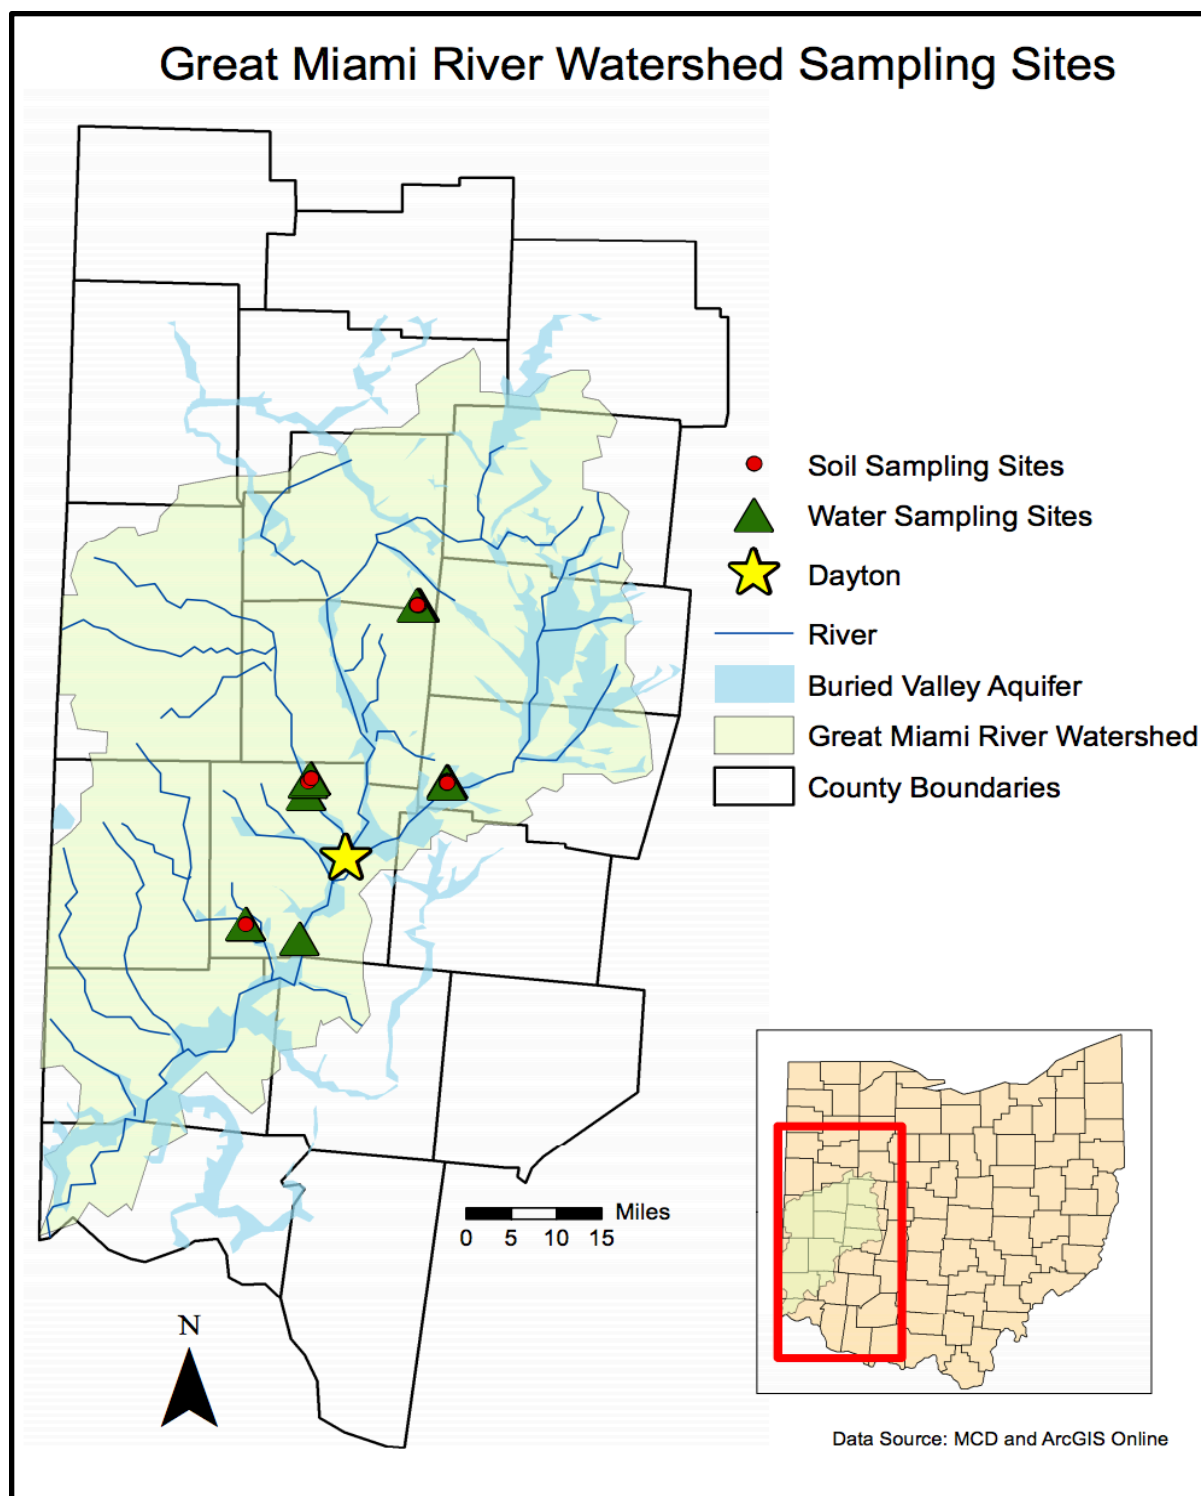 Great Miami River Watershed Sampling Sites
Soil Sampling Sites
Water Sampling Sites
Dayton
River
Buried Valley Aquifer
Great Miami River Watershed
County Boundaries
Miles
0 5 10 15
N
Data Source: MCD and ArcGIS Online